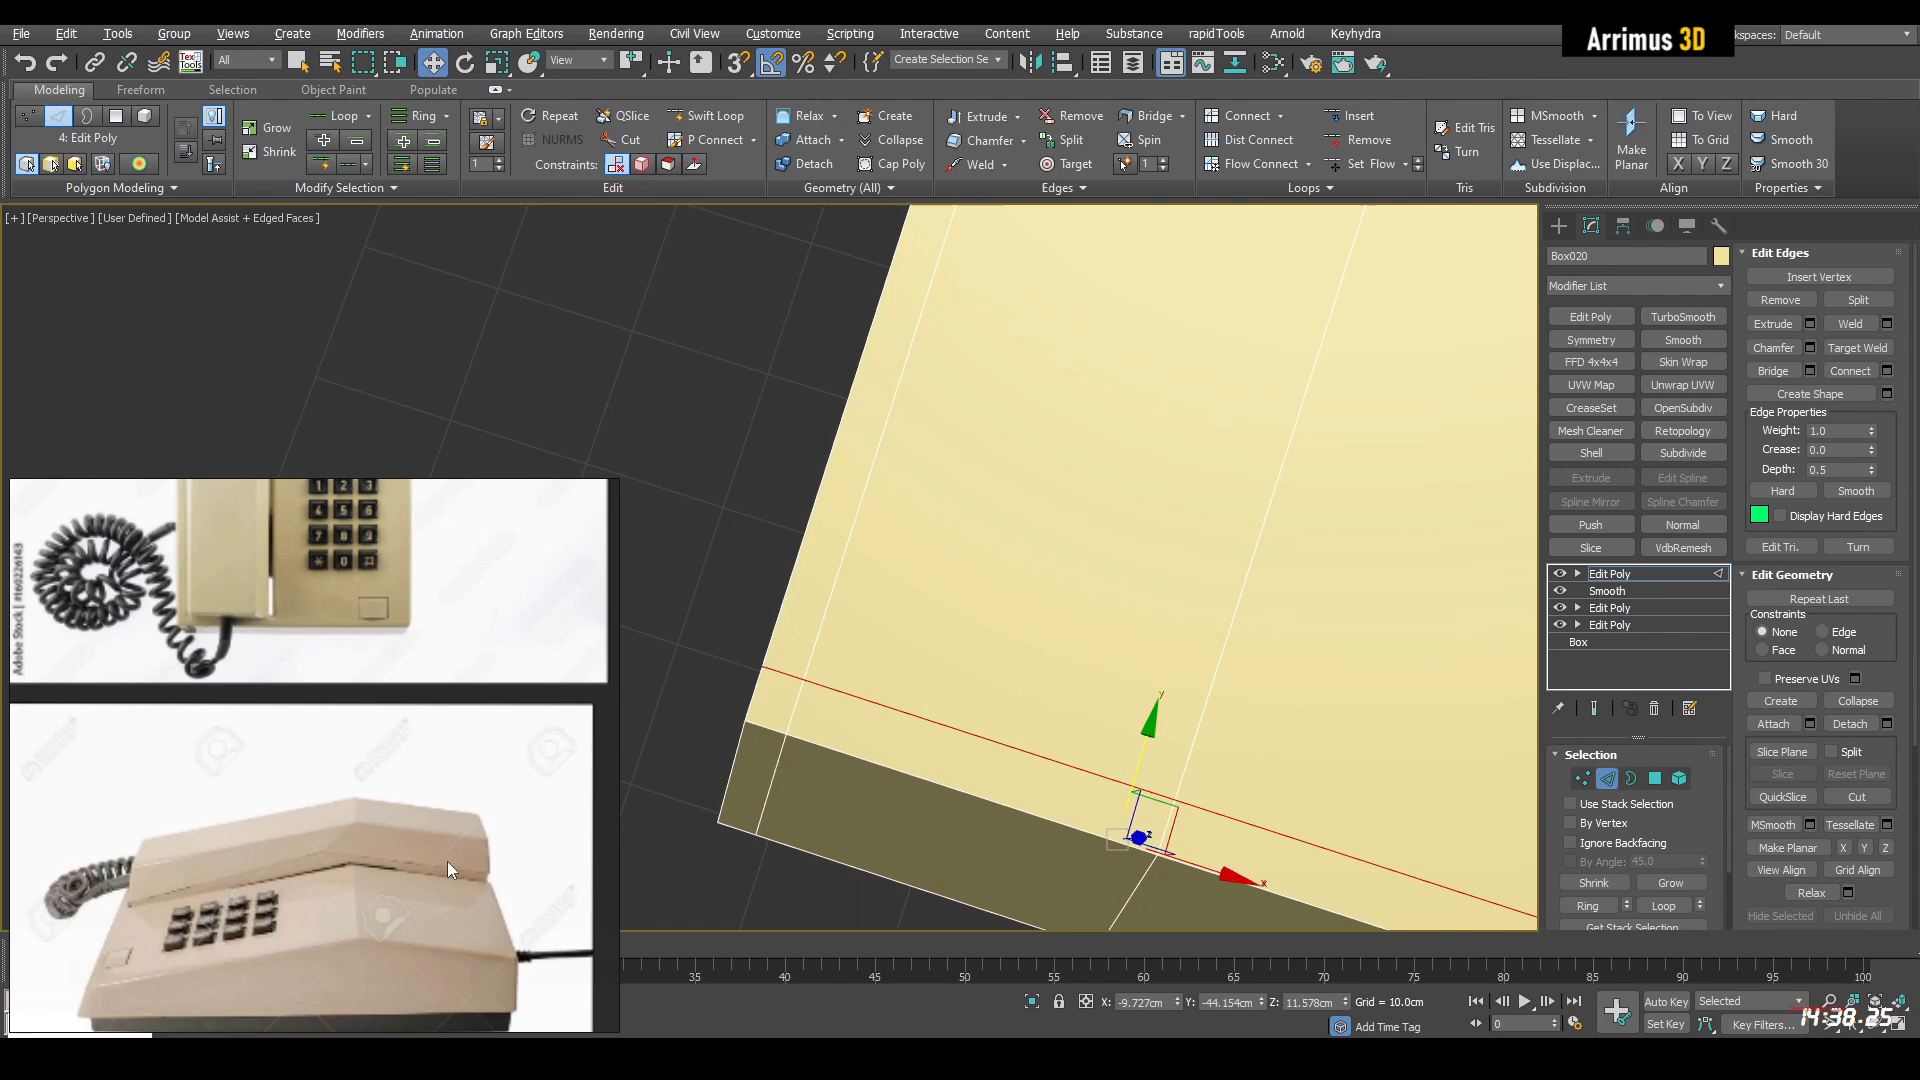 File Edit Tools Group Views Create Modifiers Animation Graph Editors Rendering Civil View Customize Scripting Interactive Content Help Substance rapidTools Arnold Keyhydra
Arrimus 3D
kspaces: Default
TexTools All View Create Selection Se
Modeling Freeform Selection Object Paint Populate
4: Edit Poly
Grow
Shrink
Loop Ring
Repeat QSlice Swift Loop
NURMS Cut P Connect
1 Constraints:
Relax Create
Attach Collapse
Detach Cap Poly
Extrude Remove Bridge
Chamfer Split Spin
Weld Target 1
Connect Insert
Dist Connect Remove
Flow Connect Set Flow
Edit Tris
Turn
MSmooth
Tessellate
Use Displac...
Make
Planar
To View
To Grid
X Y Z
Hard
Smooth
Smooth 30
30
Polygon Modeling Modify Selection Edit Geometry (All) Edges Loops Tris Subdivision Align Properties
[+] [Perspective] [User Defined] [Model Assist + Edged Faces]
y
z
x
Adobe Stock | #160226143
1 2 3
4 5 6
7 8 9
* 0 #
Box020
Modifier List
Edit Poly TurboSmooth
Symmetry Smooth
FFD 4x4x4 Skin Wrap
UVW Map Unwrap UVW
CreaseSet OpenSubdiv
Mesh Cleaner Retopology
Shell Subdivide
Extrude Edit Spline
Spline Mirror Spline Chamfer
Push Normal
Slice VdbRemesh
Edit Poly
Smooth
Edit Poly
Edit Poly
Box
Selection
Use Stack Selection
By Vertex
Ignore Backfacing
By Angle: 45.0
Shrink Grow
Ring Loop
Get Stack Selection
Edit Edges
Insert Vertex
Remove Split
Extrude Weld
Chamfer Target Weld
Bridge Connect
Create Shape
Edge Properties
Weight: 1.0
Crease: 0.0
Depth: 0.5
Hard Smooth
Display Hard Edges
Edit Tri. Turn
Edit Geometry
Repeat Last
Constraints
None Edge
Face Normal
Preserve UVs
Create Collapse
Attach Detach
Slice Plane Split
Slice Reset Plane
QuickSlice Cut
MSmooth Tessellate
Make Planar X Y Z
View Align Grid Align
Relax
Hide Selected Unhide All
35 40 45 50 55 60 65 70 75 80 85 90 95 100
X: -9.727cm Y: -44.154cm Z: 11.578cm Grid = 10.0cm
Add Time Tag
0
Auto Key Selected
Set Key Key Filters...
14:38.25